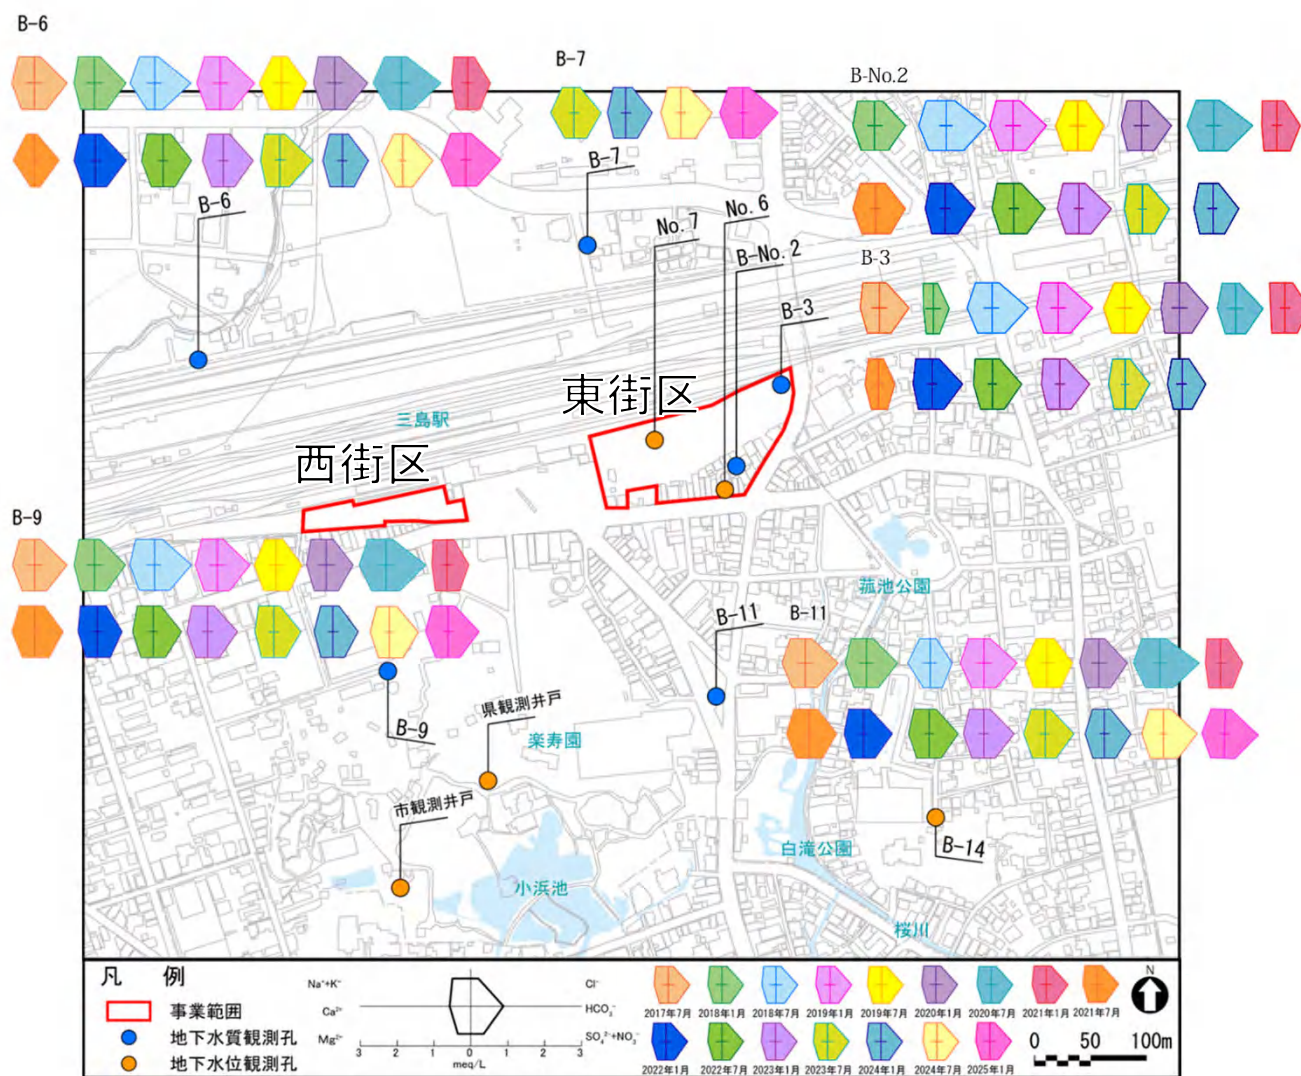 B-6
B-7
B-No.2
B-7
B-6
No.7
No.6
B-No.2
B-3
B-3
東街区
三島駅
西街区
B-9
菰池公園
B-11
B-11
県観測井戸
楽寿園
B-9
市観測井戸
白滝公園
B-14
小浜池
桜川
凡 例
事業範囲
地下水質観測孔
地下水位観測孔
Na⁺+K⁺
Cl⁻
Ca²⁺
HCO₃⁻
Mg²⁺
SO₄²⁻+NO₃⁻
3 2 1 0 1 2 3
meq/L
2017年7月 2018年1月 2018年7月 2019年1月 2019年7月 2020年1月 2020年7月 2021年1月 2021年7月
2022年1月 2022年7月 2023年1月 2023年7月 2024年1月 2024年7月 2025年1月
N
0 50 100m